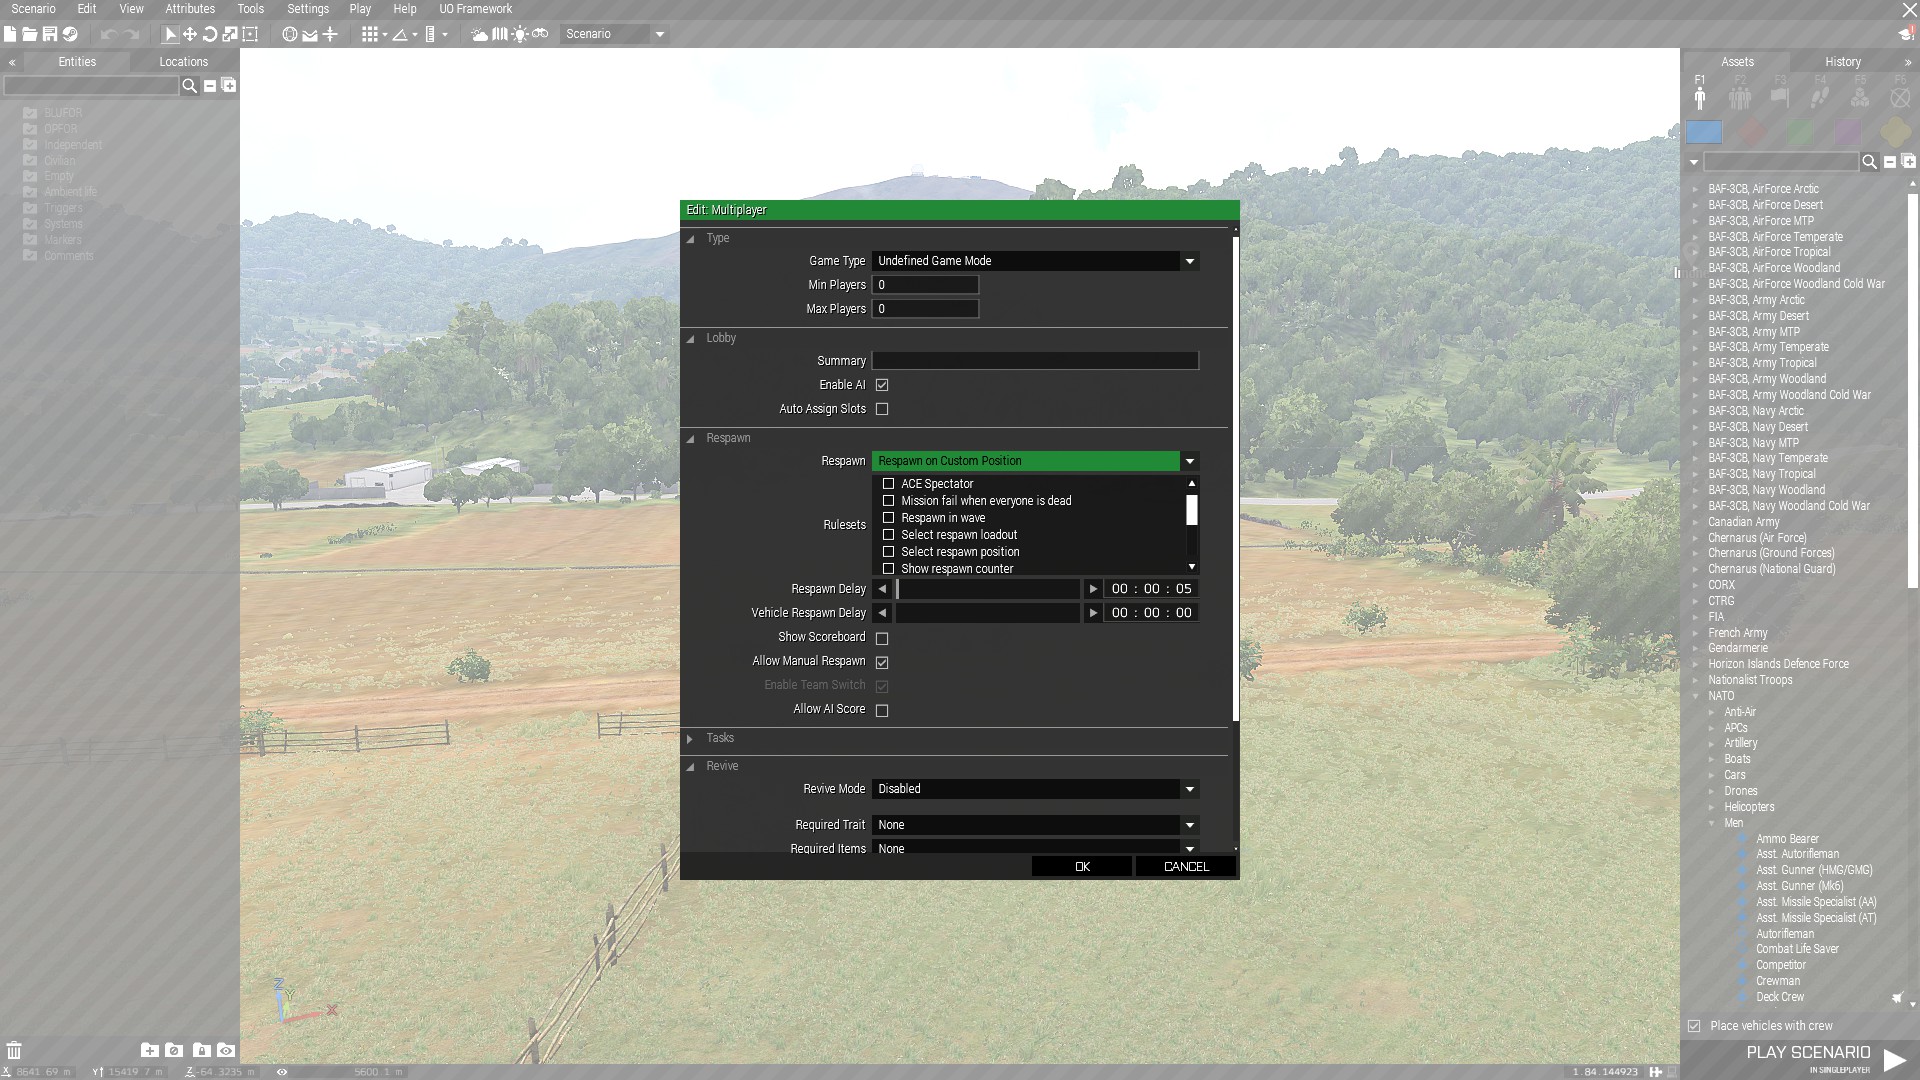 Scenario Edit View Attributes Tools Settings Play Help UO Framework
Scenario
Entities Locations
BLUFOR
OPFOR
Independent
Civilian
Empty
Ambient life
Triggers
Systems
Markers
Comments
Edit: Multiplayer
Type
Game Type Undefined Game Mode
Min Players 0
Max Players 0
Lobby
Summary
Enable AI
Auto Assign Slots
Respawn
Respawn Respawn on Custom Position
Rulesets
ACE Spectator
Mission fail when everyone is dead
Respawn in wave
Select respawn loadout
Select respawn position
Show respawn counter
Respawn Delay 00 : 00 : 05
Vehicle Respawn Delay 00 : 00 : 00
Show Scoreboard
Allow Manual Respawn
Enable Team Switch
Allow AI Score
Tasks
Revive
Revive Mode Disabled
Required Trait None
Required Items None
OK CANCEL
Assets History
F1 F2 F3 F4 F5 F6
BAF-3CB, AirForce Arctic
BAF-3CB, AirForce Desert
BAF-3CB, AirForce MTP
BAF-3CB, AirForce Temperate
BAF-3CB, AirForce Tropical
BAF-3CB, AirForce Woodland
BAF-3CB, AirForce Woodland Cold War
BAF-3CB, Army Arctic
BAF-3CB, Army Desert
BAF-3CB, Army MTP
BAF-3CB, Army Temperate
BAF-3CB, Army Tropical
BAF-3CB, Army Woodland
BAF-3CB, Army Woodland Cold War
BAF-3CB, Navy Arctic
BAF-3CB, Navy Desert
BAF-3CB, Navy MTP
BAF-3CB, Navy Temperate
BAF-3CB, Navy Tropical
BAF-3CB, Navy Woodland
BAF-3CB, Navy Woodland Cold War
Canadian Army
Chernarus (Air Force)
Chernarus (Ground Forces)
Chernarus (National Guard)
CORX
CTRG
FIA
French Army
Gendarmerie
Horizon Islands Defence Force
Nationalist Troops
NATO
Anti-Air
APCs
Artillery
Boats
Cars
Drones
Helicopters
Men
Ammo Bearer
Asst. Autorifleman
Asst. Gunner (HMG/GMG)
Asst. Gunner (Mk6)
Asst. Missile Specialist (AA)
Asst. Missile Specialist (AT)
Autorifleman
Combat Life Saver
Competitor
Crewman
Deck Crew
Place vehicles with crew
PLAY SCENARIO
IN SINGLEPLAYER
Z
Y
X
X 8641.69 m Y 15419.7 m Z -64.3235 m 5600.1 m 1.84.144923